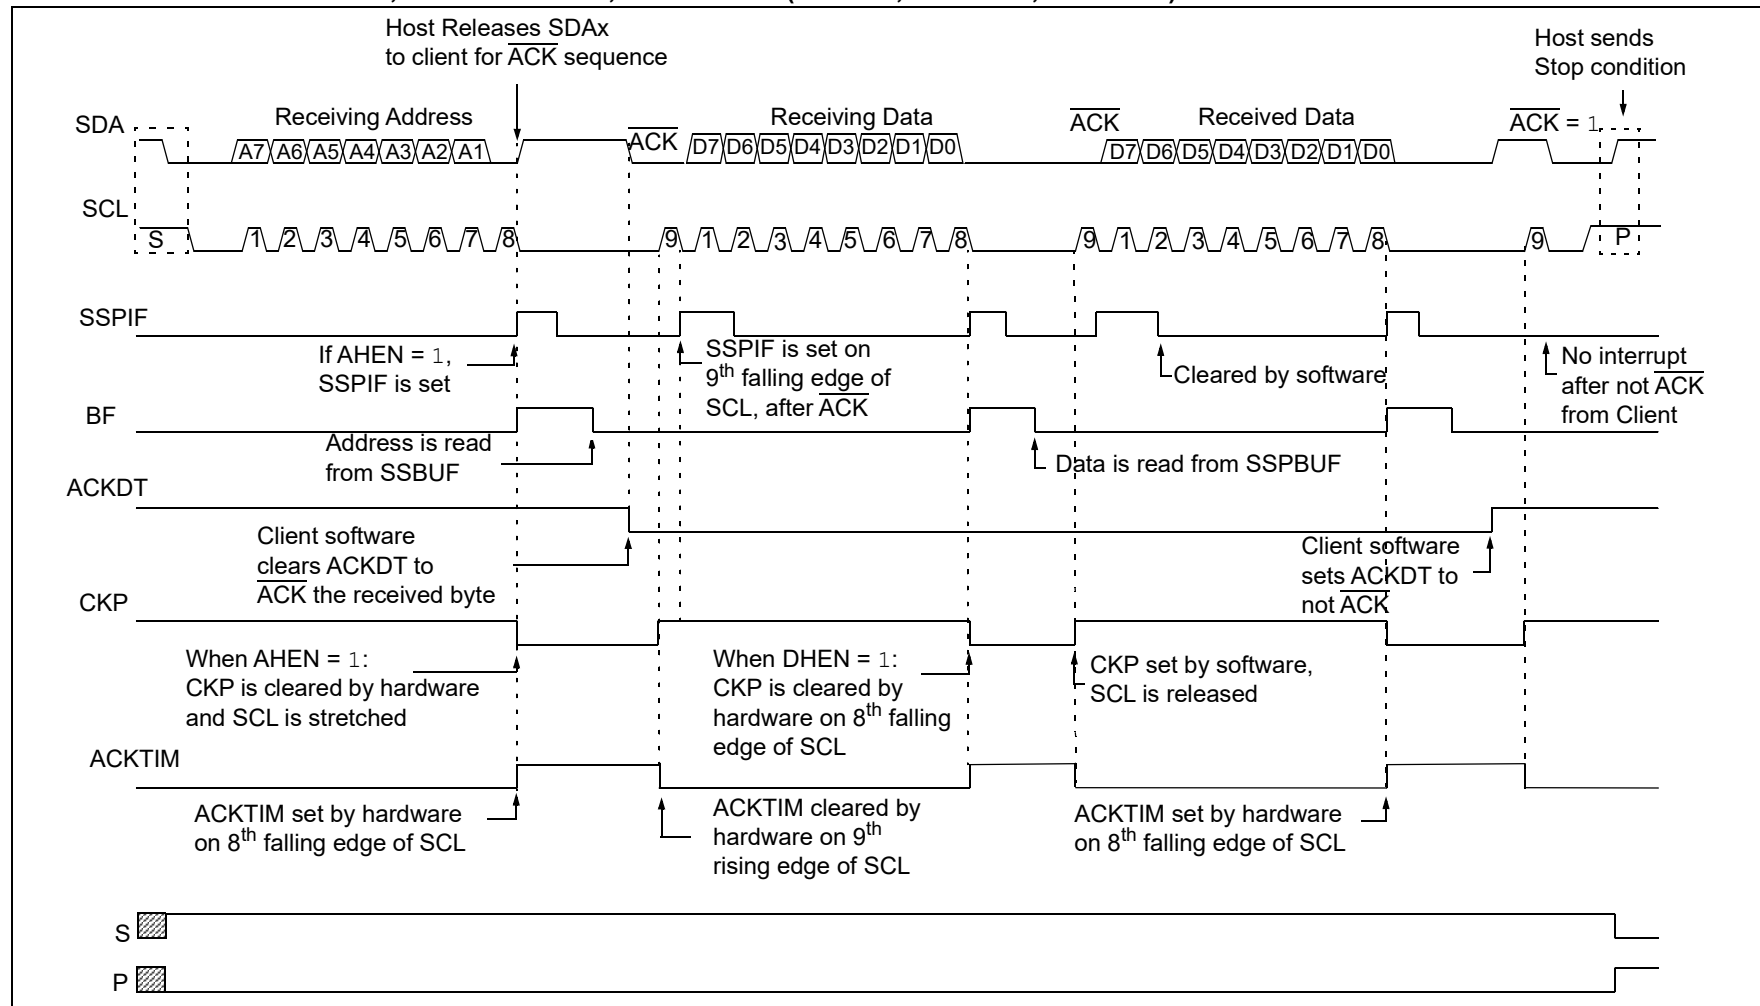 Host Releases SDAx
to client for ACK sequence
Host sends
Stop condition
SDA
Receiving Address
ACK
Receiving Data
ACK
Received Data
ACK = 1
A7 A6 A5 A4 A3 A2 A1
D7 D6 D5 D4 D3 D2 D1 D0
D7 D6 D5 D4 D3 D2 D1 D0
SCL
S 1 2 3 4 5 6 7 8 9 1 2 3 4 5 6 7 8 9 1 2 3 4 5 6 7 8 9 P
SSPIF
If AHEN = 1,
SSPIF is set
SSPIF is set on
9th falling edge of
SCL, after ACK
Cleared by software
No interrupt
after not ACK
from Client
BF
Address is read
from SSBUF
Data is read from SSPBUF
ACKDT
Client software
clears ACKDT to
ACK the received byte
Client software
sets ACKDT to
not ACK
CKP
When AHEN = 1:
CKP is cleared by hardware
and SCL is stretched
When DHEN = 1:
CKP is cleared by
hardware on 8th falling
edge of SCL
CKP set by software,
SCL is released
ACKTIM
ACKTIM set by hardware
on 8th falling edge of SCL
ACKTIM cleared by
hardware on 9th
rising edge of SCL
ACKTIM set by hardware
on 8th falling edge of SCL
S
P